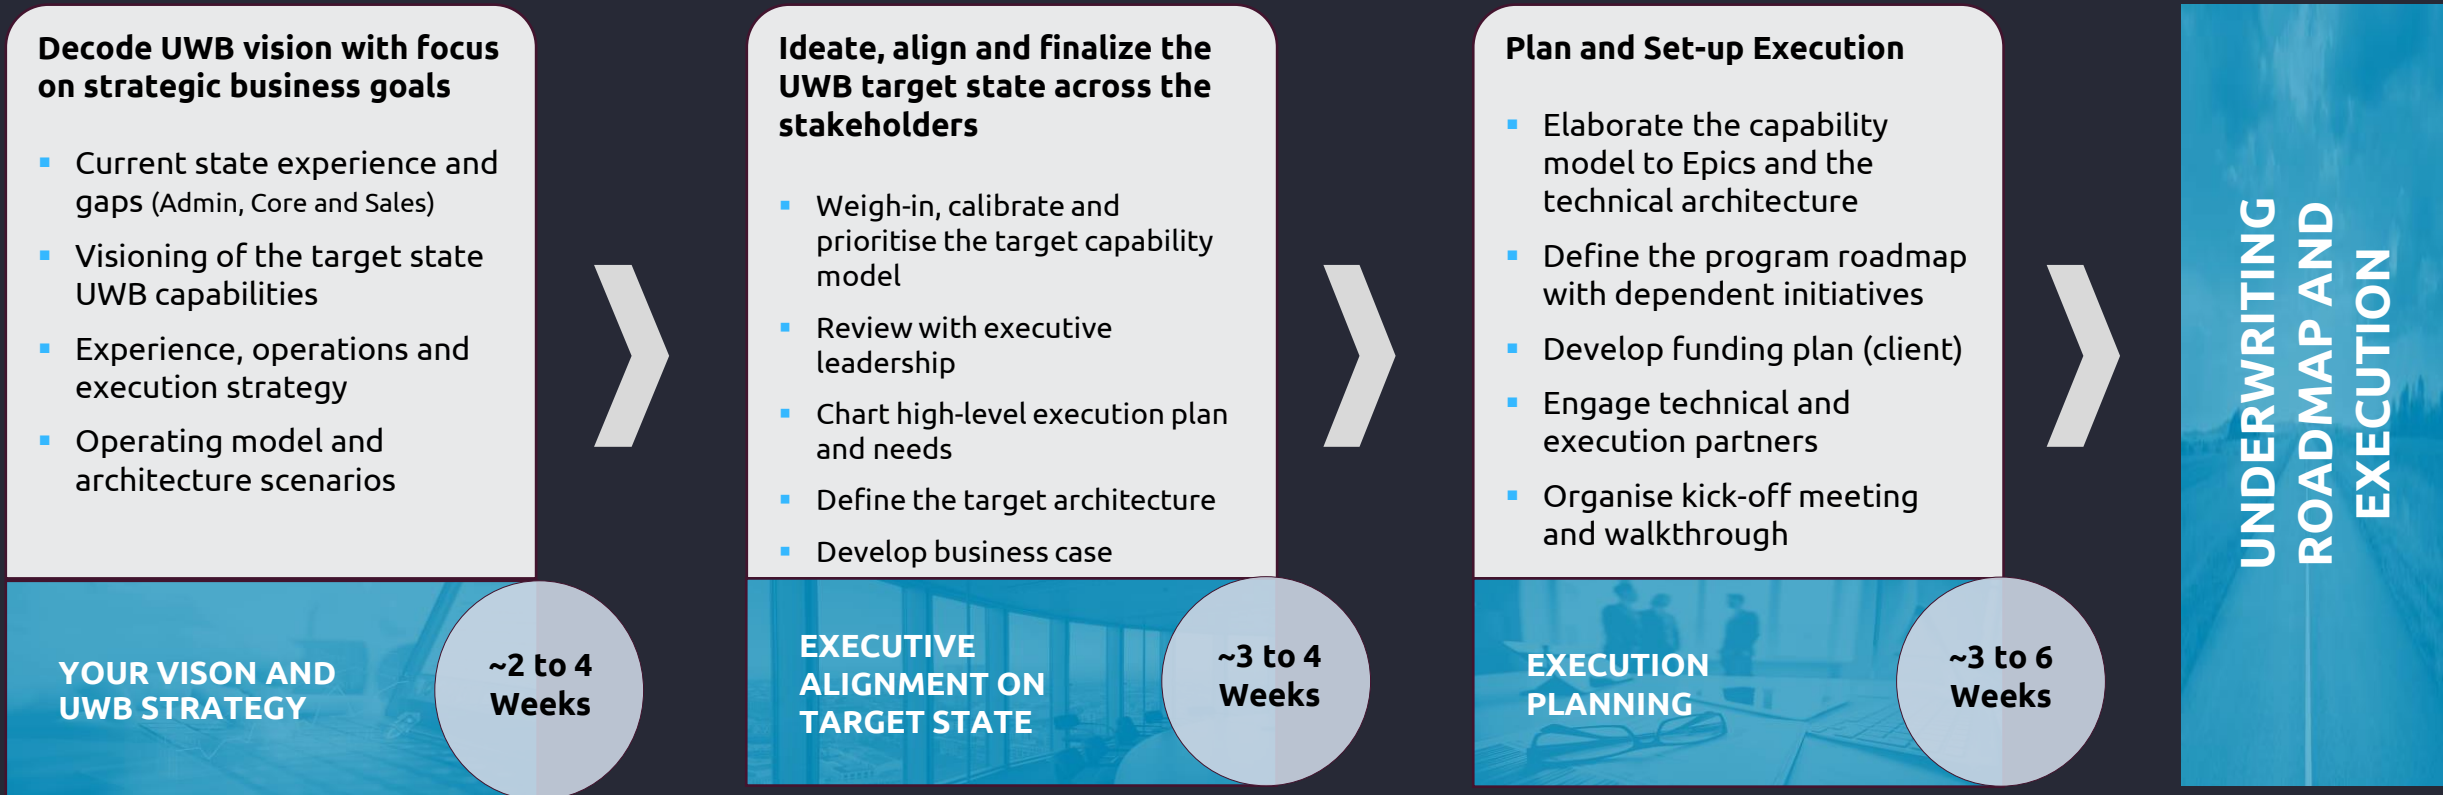 Decode UWB vision with focus
on strategic business goals
▪ Current state experience and
gaps (Admin, Core and Sales)
▪ Visioning of the target state
UWB capabilities
▪ Experience, operations and
execution strategy
▪ Operating model and
architecture scenarios
YOUR VISON AND
UWB STRATEGY
~2 to 4
Weeks
Ideate, align and finalize the
UWB target state across the
stakeholders
▪ Weigh-in, calibrate and
prioritise the target capability
model
▪ Review with executive
leadership
▪ Chart high-level execution plan
and needs
▪ Define the target architecture
▪ Develop business case
EXECUTIVE
ALIGNMENT ON
TARGET STATE
~3 to 4
Weeks
Plan and Set-up Execution
▪ Elaborate the capability
model to Epics and the
technical architecture
▪ Define the program roadmap
with dependent initiatives
▪ Develop funding plan (client)
▪ Engage technical and
execution partners
▪ Organise kick-off meeting
and walkthrough
EXECUTION
PLANNING
~3 to 6
Weeks
UNDERWRITING
ROADMAP AND
EXECUTION